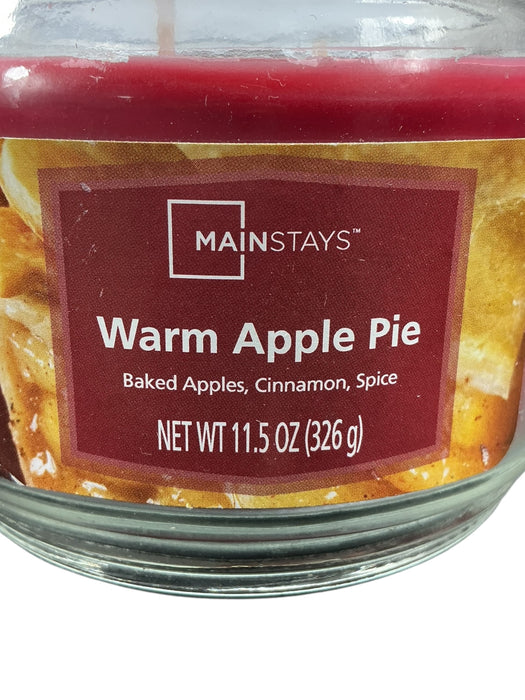 MAINSTAYS™
Warm Apple Pie
Baked Apples, Cinnamon, Spice
NET WT 11.5 OZ (326 g)